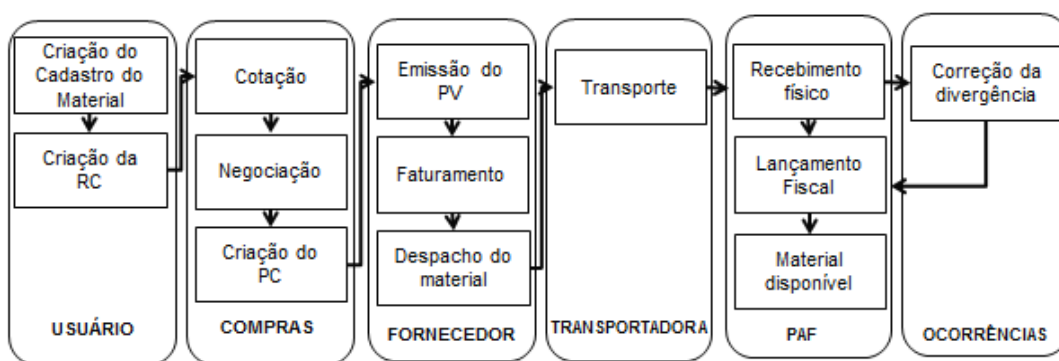 Criação do
Cadastro do
Material
Criação da
RC
USUÁRIO
Cotação
Negociação
Criação do
PC
COMPRAS
Emissão do
PV
Faturamento
Despacho do
material
FORNECEDOR
Transporte
TRANSPORTADORA
Recebimento
físico
Lançamento
Fiscal
Material
disponível
PAF
Correção da
divergência
OCORRÊNCIAS